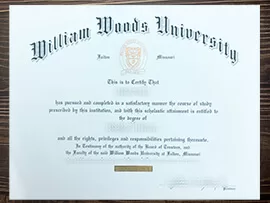 William Woods University
Fulton Missouri
This is to Certify That
has pursued and completed in a satisfactory manner the course of study
prescribed by this institution, and with this scholastic attainment is entitled to
the degree of
and all the rights, privileges and responsibilities pertaining thereunto.
In Testimony of the authority of the Board of Trustees, and
the Faculty of the said William Woods University at Fulton, Missouri